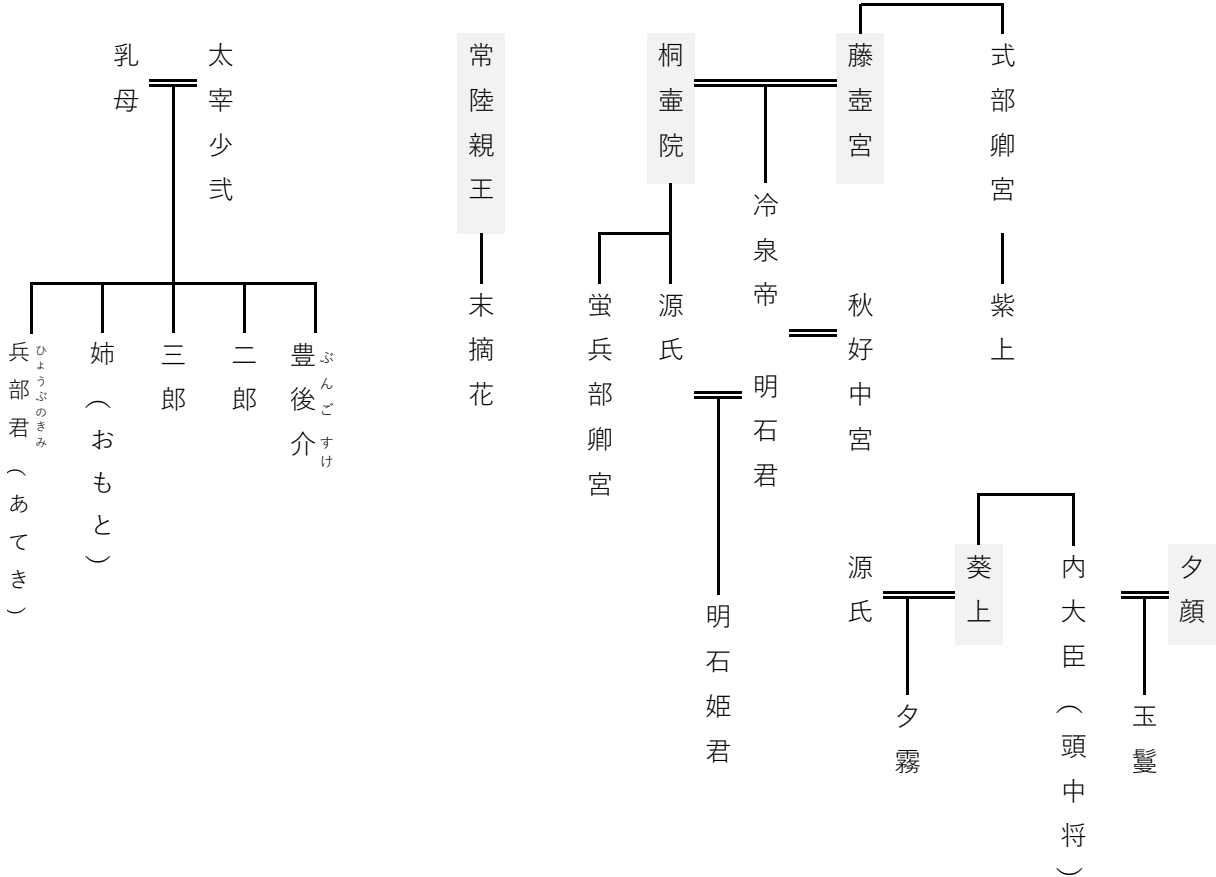 式部卿宮
藤壺宮
桐壷院
常陸親王
太宰少弐
乳母
冷泉帝
紫上
秋好中宮
源氏
蛍兵部卿宮
末摘花
豊後介
ぶんご すけ
二郎
三郎
姉（おもと）
兵部君（あてき）
ひょうぶのきみ
明石君
夕顔
内大臣（頭中将）
葵上
源氏
明石姫君
玉鬘
夕霧